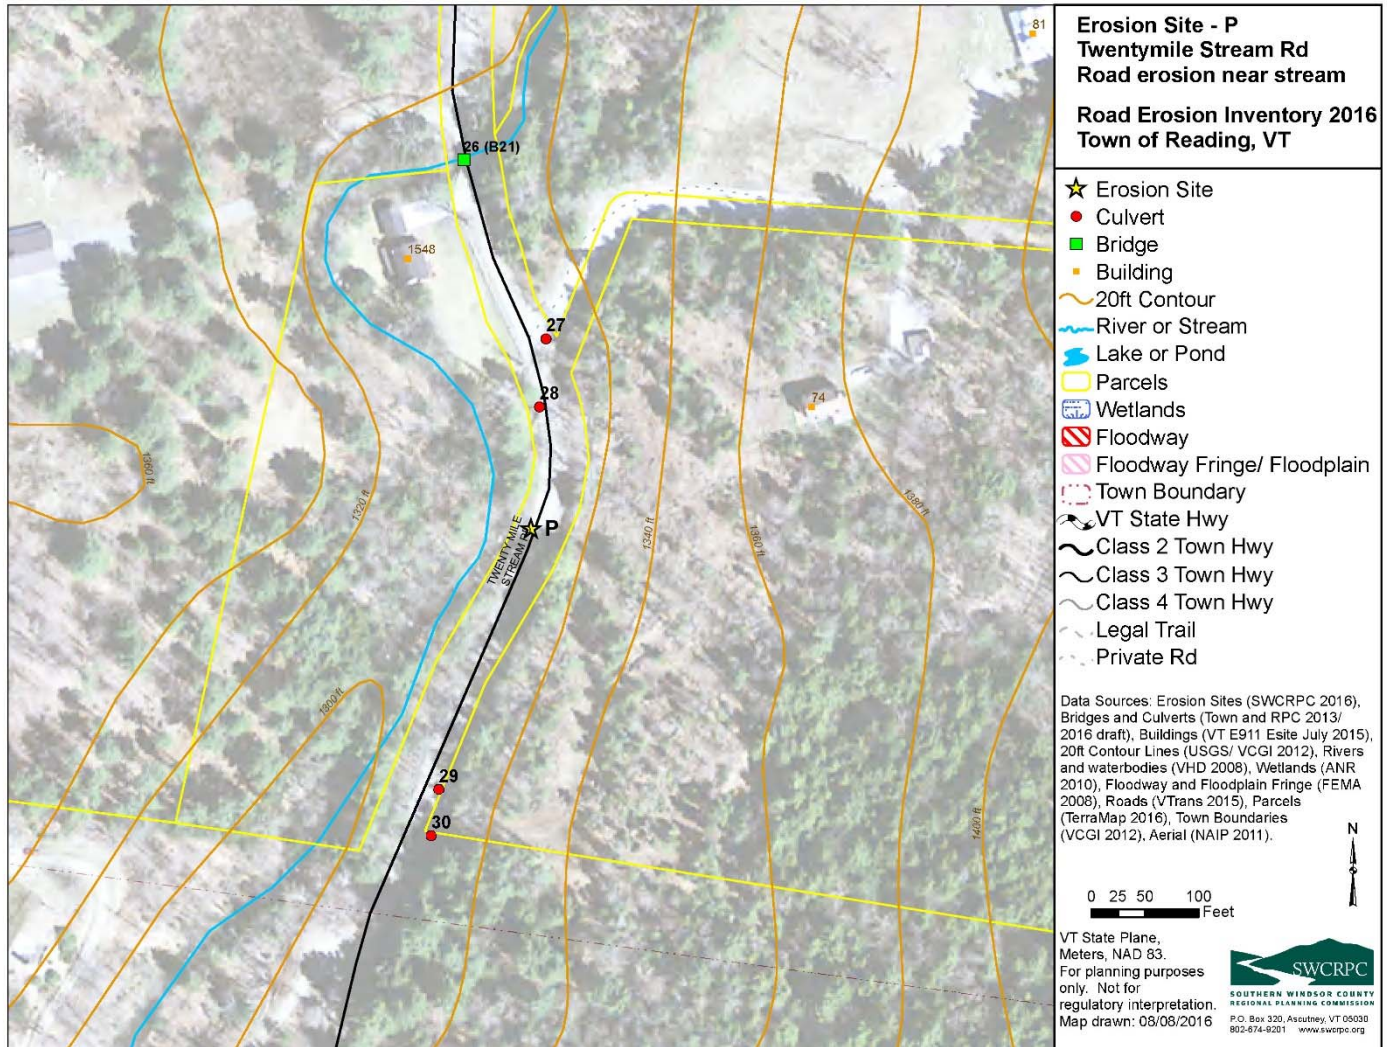 Erosion Site - P
Twentymile Stream Rd
Road erosion near stream
Road Erosion Inventory 2016
Town of Reading, VT
Erosion Site
Culvert
Bridge
Building
20ft Contour
River or Stream
Lake or Pond
Parcels
Wetlands
Floodway
Floodway Fringe/ Floodplain
Town Boundary
VT State Hwy
Class 2 Town Hwy
Class 3 Town Hwy
Class 4 Town Hwy
Legal Trail
Private Rd
Data Sources: Erosion Sites (SWCRPC 2016),
Bridges and Culverts (Town and RPC 2013/
2016 draft), Buildings (VT E911 Esite July 2015),
20ft Contour Lines (USGS/ VCGI 2012), Rivers
and waterbodies (VHD 2008), Wetlands (ANR
2010), Floodway and Floodplain Fringe (FEMA
2008), Roads (VTrans 2015), Parcels
(TerraMap 2016), Town Boundaries
(VCGI 2012), Aerial (NAIP 2011).
N
0 25 50 100
Feet
VT State Plane,
Meters, NAD 83.
For planning purposes
only. Not for
regulatory interpretation.
Map drawn: 08/08/2016
SWCRPC
SOUTHERN WINDSOR COUNTY
REGIONAL PLANNING COMMISSION
P.O. Box 320, Ascutney, VT 05030
802-674-9201 www.swcrpc.org
81
26 (B21)
1548
27
28
74
1360 ft
1320 ft
1340 ft
1360 ft
1380 ft
P
TWENTY MILE
STREAM RD
1300 ft
29
30
1400 ft